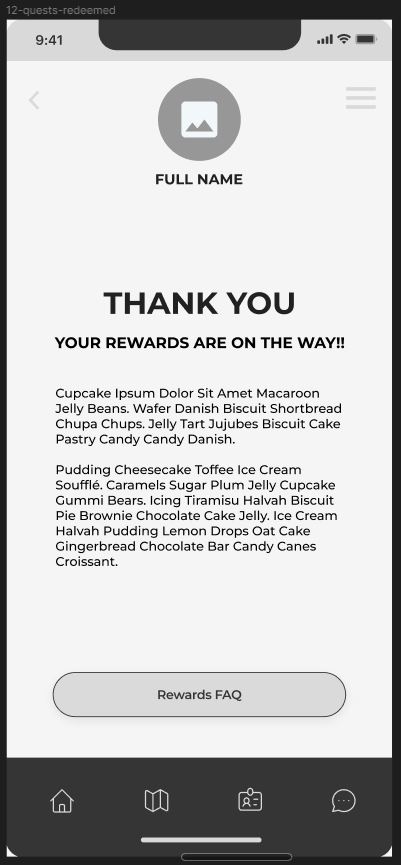 12-quests-redeemed
9:41
FULL NAME
THANK YOU
YOUR REWARDS ARE ON THE WAY!!
Cupcake Ipsum Dolor Sit Amet Macaroon
Jelly Beans. Wafer Danish Biscuit Shortbread
Chupa Chups. Jelly Tart Jujubes Biscuit Cake
Pastry Candy Candy Danish.
Pudding Cheesecake Toffee Ice Cream
Soufflé. Caramels Sugar Plum Jelly Cupcake
Gummi Bears. Icing Tiramisu Halvah Biscuit
Pie Brownie Chocolate Cake Jelly. Ice Cream
Halvah Pudding Lemon Drops Oat Cake
Gingerbread Chocolate Bar Candy Canes
Croissant.
Rewards FAQ